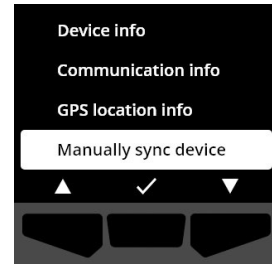 Device info
Communication info
GPS location info
Manually sync device